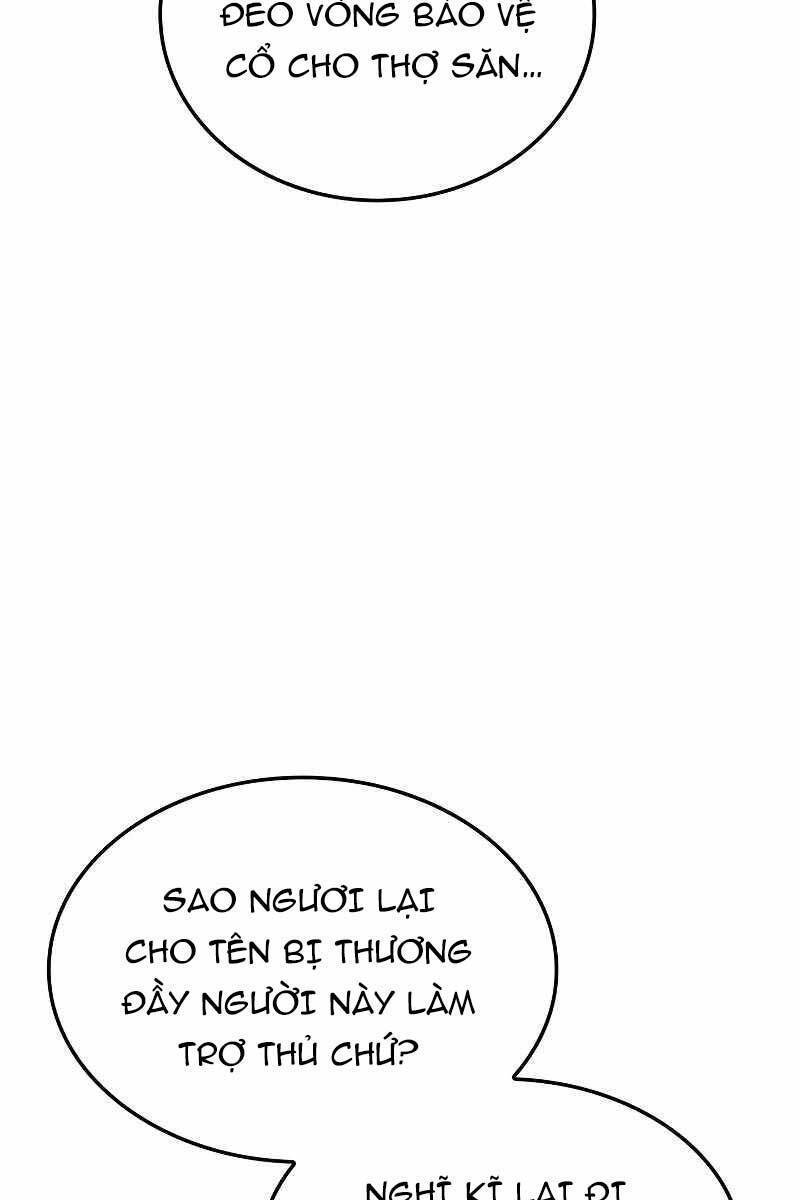 ĐEO VÒNG BẢO VỆ
CỔ CHO THỢ SĂN...
SAO NGƯƠI LẠI
CHO TÊN BỊ THƯƠNG
ĐẦY NGƯỜI NÀY LÀM
TRỢ THỦ CHỨ?
NGHĨ KĨ LẠI ĐI